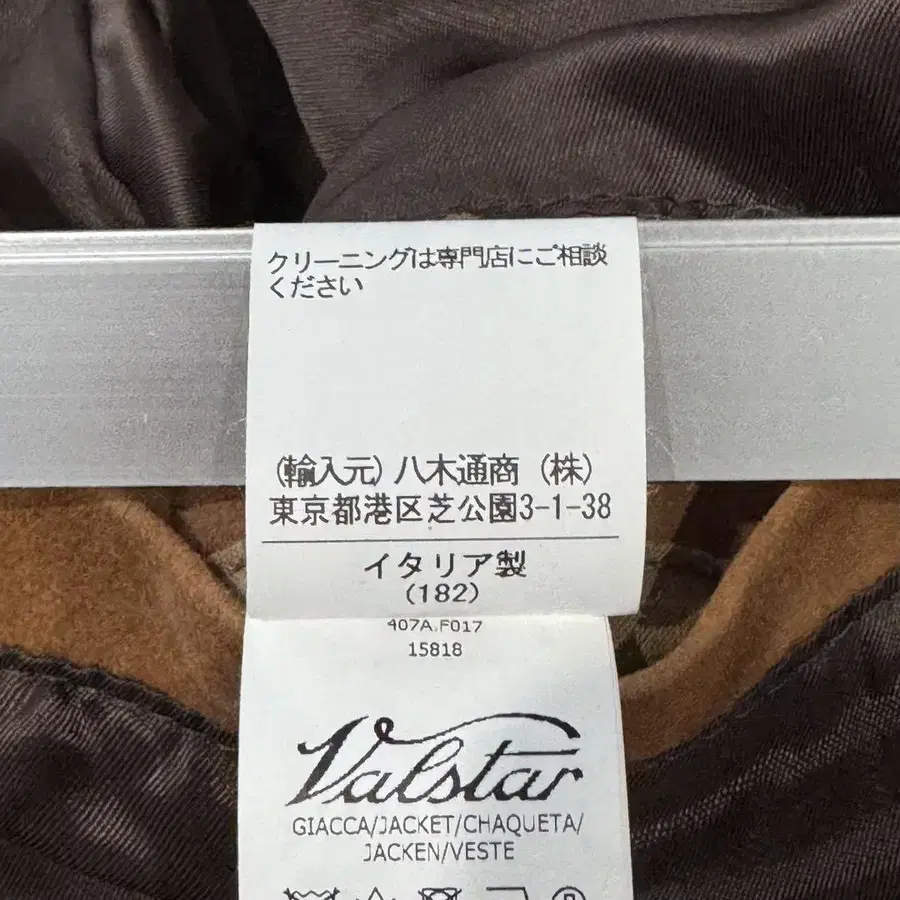 クリーニングは専門店にご相談
ください
(輸入元) 八木通商 (株)
東京都港区芝公園3-1-38
イタリア製
(182)
407A.F017
15818
Valstar
GIACCA/JACKET/CHAQUETA/
JACKEN/VESTE